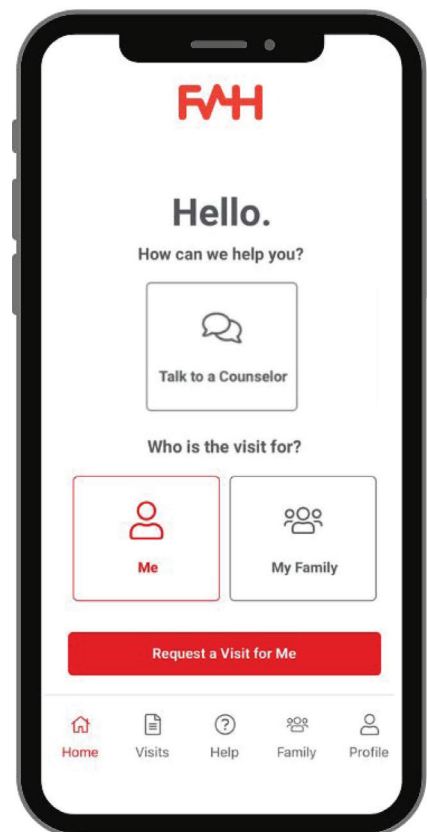 FAH
Hello.
How can we help you?
Talk to a Counselor
Who is the visit for?
Me
My Family
Request a Visit for Me
Home
Visits
Help
Family
Profile